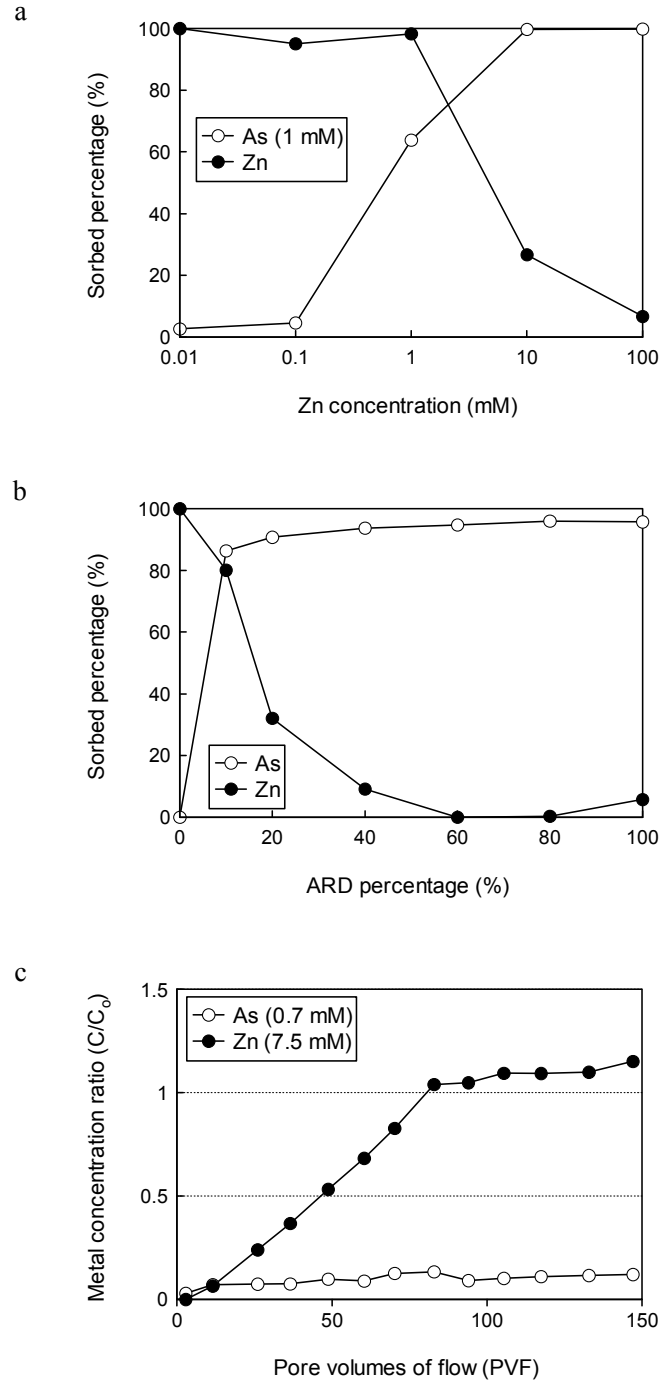 a
100
80
60
40
20
0
Sorbed percentage (%)
As (1 mM)
Zn
0.01 0.1 1 10 100
Zn concentration (mM)
b
100
80
60
40
20
0
Sorbed percentage (%)
As
Zn
0 20 40 60 80 100
ARD percentage (%)
c
1.5
1
0.5
0
Metal concentration ratio (C/Co)
As (0.7 mM)
Zn (7.5 mM)
0 50 100 150
Pore volumes of flow (PVF)